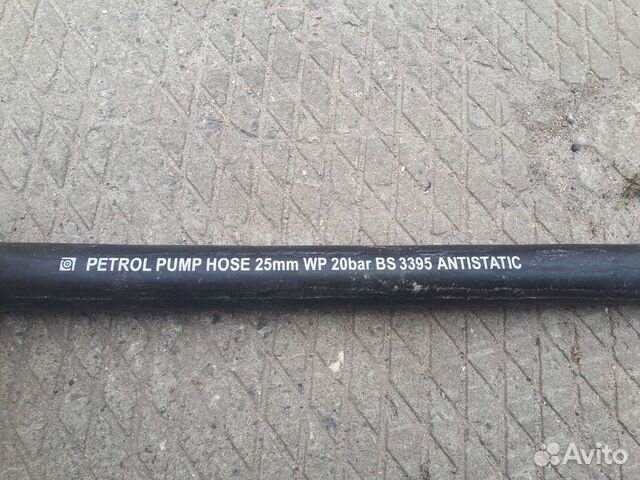 PETROL PUMP HOSE 25mm WP 20bar BS 3395 ANTISTATIC
Avito